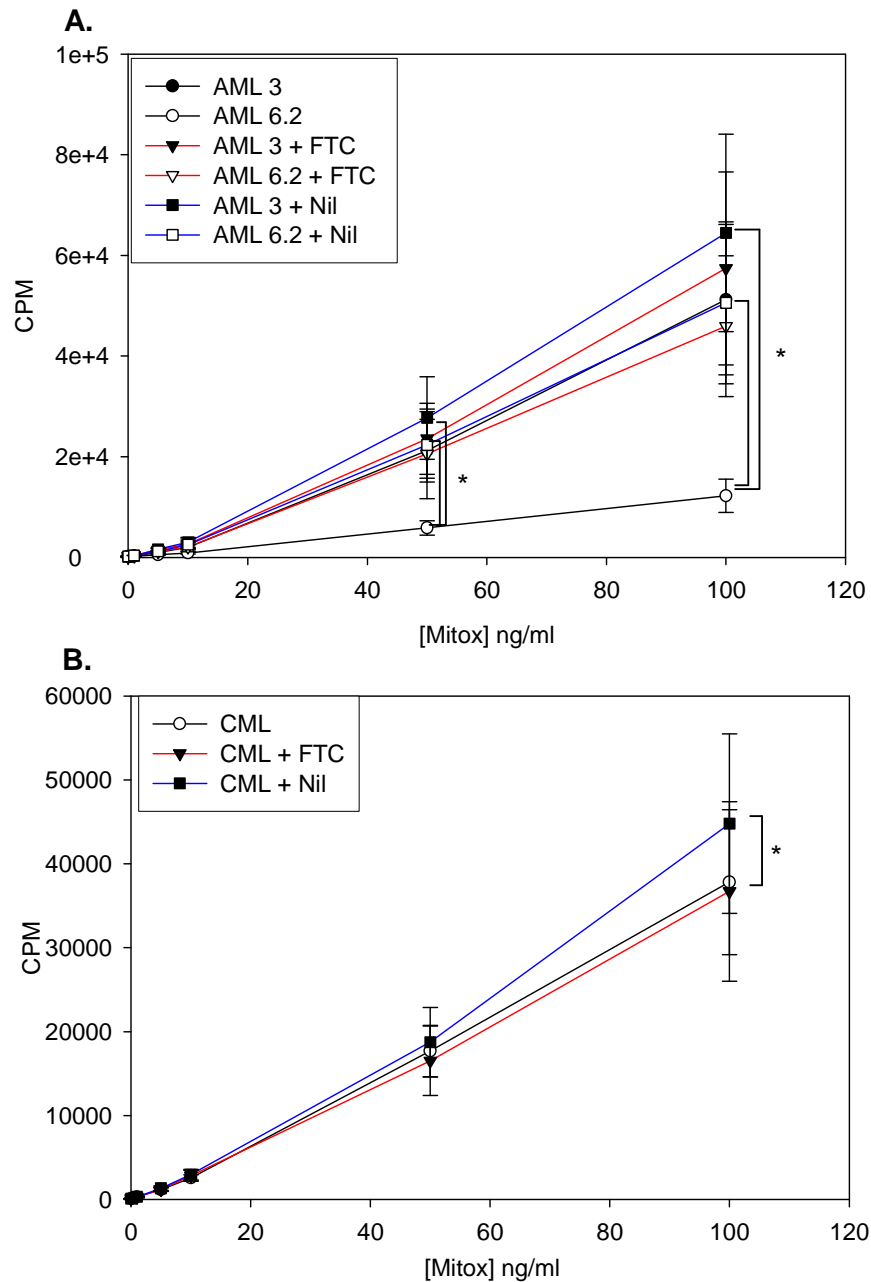 A.
1e+5
8e+4
6e+4
4e+4
2e+4
0
CPM
AML 3
AML 6.2
AML 3 + FTC
AML 6.2 + FTC
AML 3 + Nil
AML 6.2 + Nil
*
*
0 20 40 60 80 100 120
[Mitox] ng/ml
B.
60000
50000
40000
30000
20000
10000
0
CPM
CML
CML + FTC
CML + Nil
*
0 20 40 60 80 100 120
[Mitox] ng/ml